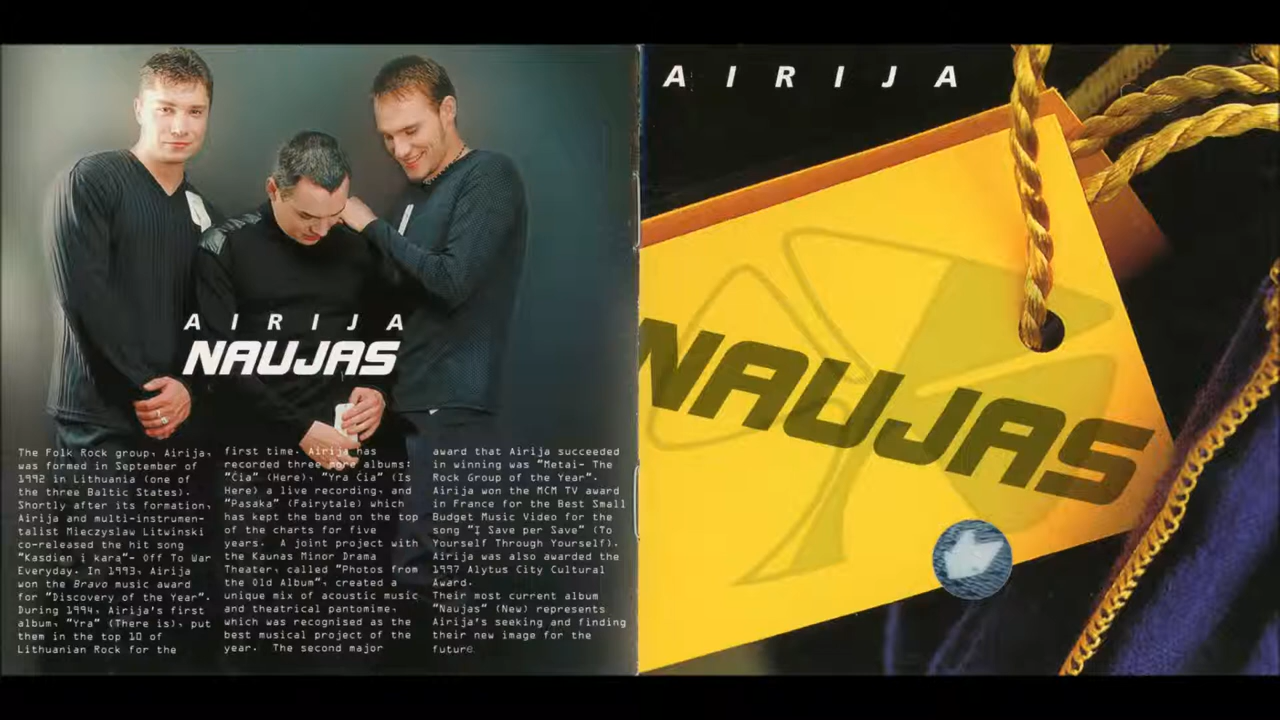 AIRIJA
NAUJAS
The Folk Rock group, Airija,
was formed in September of
1992 in Lithuania (one of
the three Baltic States).
Shortly after its formation,
Airija and multi-instrumen-
talist Mieczyslaw Litwinski
co-released the hit song
"Kasdien i kara"- Off To War
Everyday. In 1993, Airija
won the Bravo music award
for "Discovery of the Year".
During 1994, Airija's first
album, "Yra" (There is), put
them in the top 10 of
Lithuanian Rock for the
first time. Airija has
recorded three more albums:
"Čia" (Here), "Yra Čia" (Is
Here) a live recording, and
"Pasaka" (Fairytale) which
has kept the band on the top
of the charts for five
years. A joint project with
the Kaunas Minor Drama
Theater, called "Photos from
the Old Album", created a
unique mix of acoustic music
and theatrical pantomime,
which was recognised as the
best musical project of the
year. The second major
award that Airija succeeded
in winning was "Metai- The
Rock Group of the Year".
Airija won the MCM TV award
in France for the Best Small
Budget Music Video for the
song "I Save per Save" (To
Yourself Through Yourself).
Airija was also awarded the
1997 Alytus City Cultural
Award.
Their most current album
"Naujas" (New) represents
Airija's seeking and finding
their new image for the
future.
AIRIJA
NAUJAS